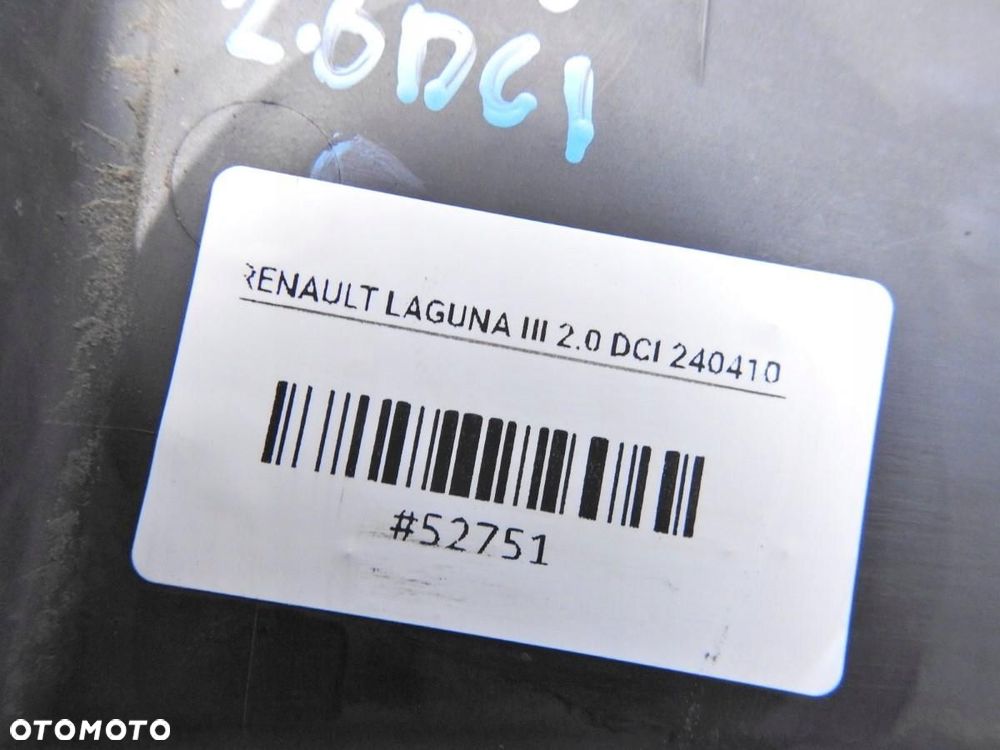 2.0DCI
RENAULT LAGUNA III 2.0 DCI 240410
#52751
OTOMOTO